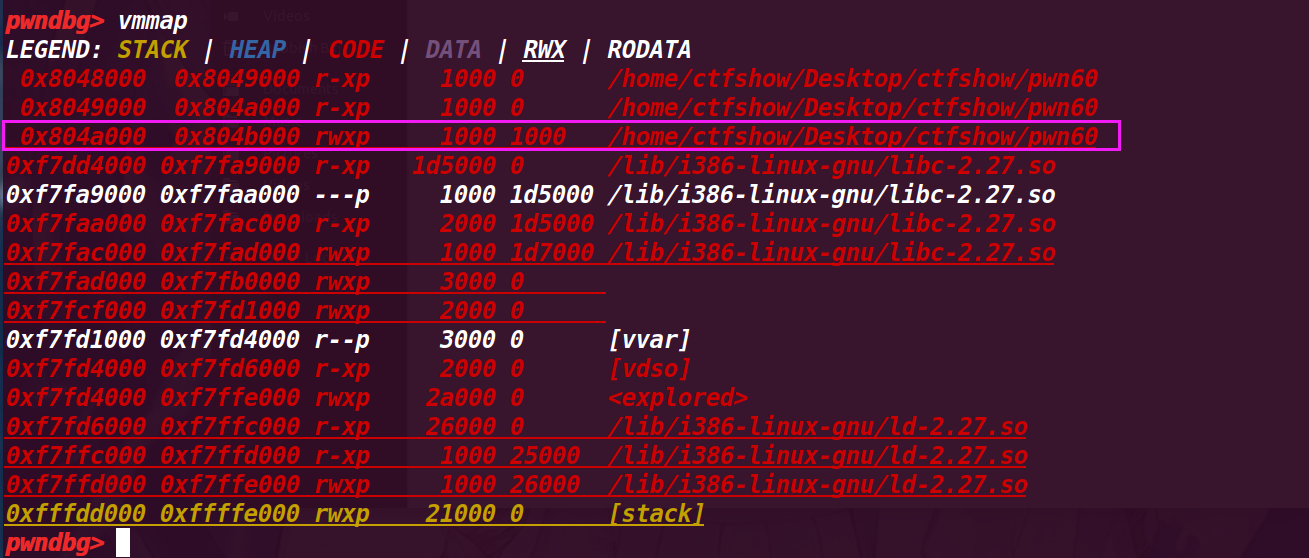 pwndbg> vmmap
LEGEND: STACK | HEAP | CODE | DATA | RWX | RODATA
0x8048000 0x8049000 r-xp 1000 0 /home/ctfshow/Desktop/ctfshow/pwn60
0x8049000 0x804a000 r-xp 1000 0 /home/ctfshow/Desktop/ctfshow/pwn60
0x804a000 0x804b000 rwxp 1000 1000 /home/ctfshow/Desktop/ctfshow/pwn60
0xf7dd4000 0xf7fa9000 r-xp 1d5000 0 /lib/i386-linux-gnu/libc-2.27.so
0xf7fa9000 0xf7faa000 ---p 1000 1d5000 /lib/i386-linux-gnu/libc-2.27.so
0xf7faa000 0xf7fac000 r-xp 2000 1d5000 /lib/i386-linux-gnu/libc-2.27.so
0xf7fac000 0xf7fad000 rwxp 1000 1d7000 /lib/i386-linux-gnu/libc-2.27.so
0xf7fad000 0xf7fb0000 rwxp 3000 0
0xf7fcf000 0xf7fd1000 rwxp 2000 0
0xf7fd1000 0xf7fd4000 r--p 3000 0 [vvar]
0xf7fd4000 0xf7fd6000 r-xp 2000 0 [vdso]
0xf7fd4000 0xf7ffe000 rwxp 2a000 0 <explored>
0xf7fd6000 0xf7ffc000 r-xp 26000 0 /lib/i386-linux-gnu/ld-2.27.so
0xf7ffc000 0xf7ffd000 r-xp 1000 25000 /lib/i386-linux-gnu/ld-2.27.so
0xf7ffd000 0xf7ffe000 rwxp 1000 26000 /lib/i386-linux-gnu/ld-2.27.so
0xfffdd000 0xffffe000 rwxp 21000 0 [stack]
pwndbg>